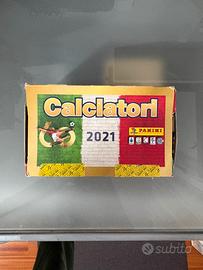 Calciatori
2021
PANINI
subito